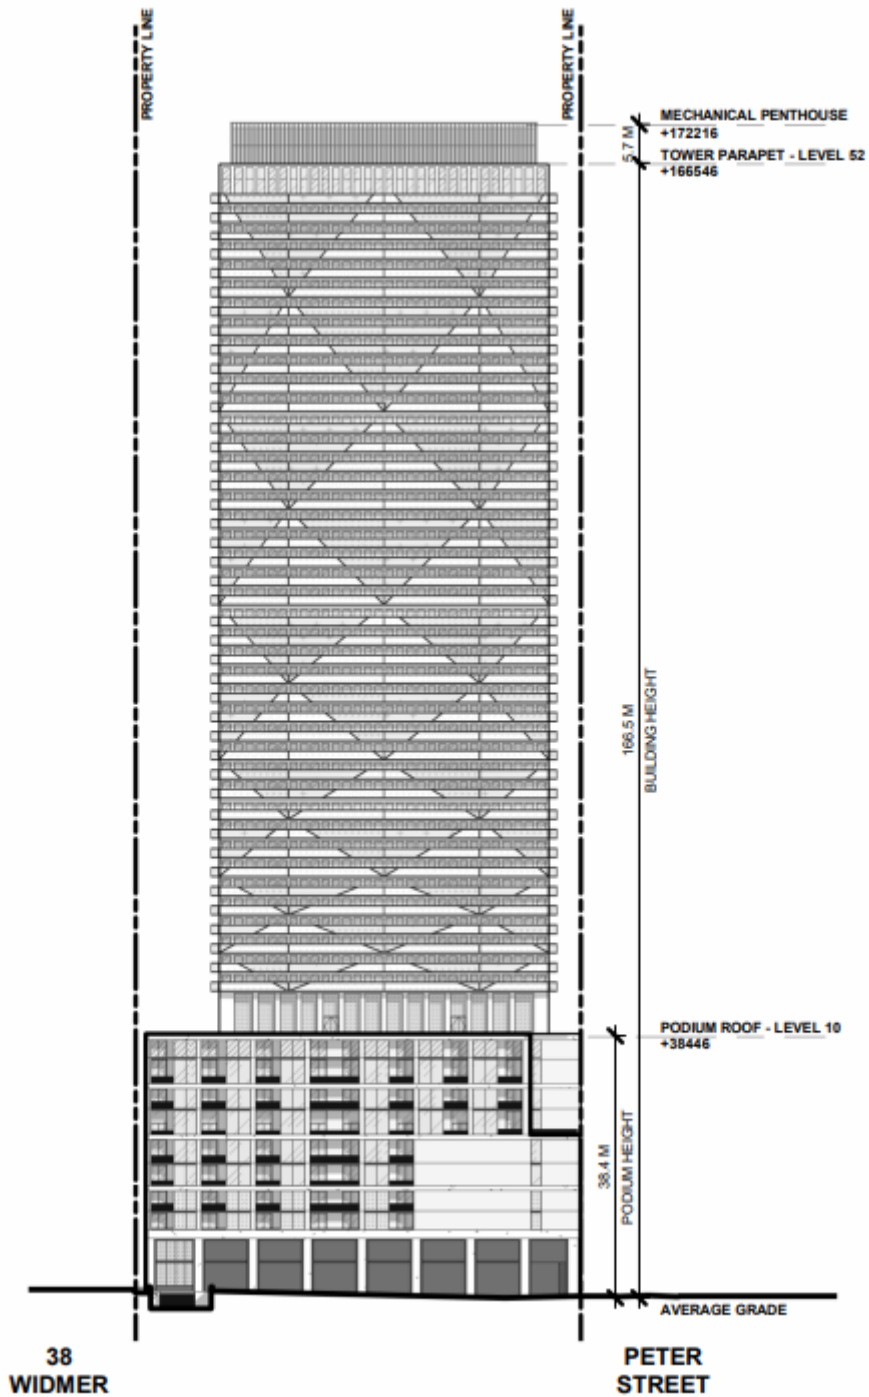 PROPERTY LINE
PROPERTY LINE
MECHANICAL PENTHOUSE
+172216
5.7 M
TOWER PARAPET - LEVEL 52
+166546
166.5 M
BUILDING HEIGHT
PODIUM ROOF - LEVEL 10
+38446
38.4 M
PODIUM HEIGHT
AVERAGE GRADE
38
WIDMER
PETER
STREET